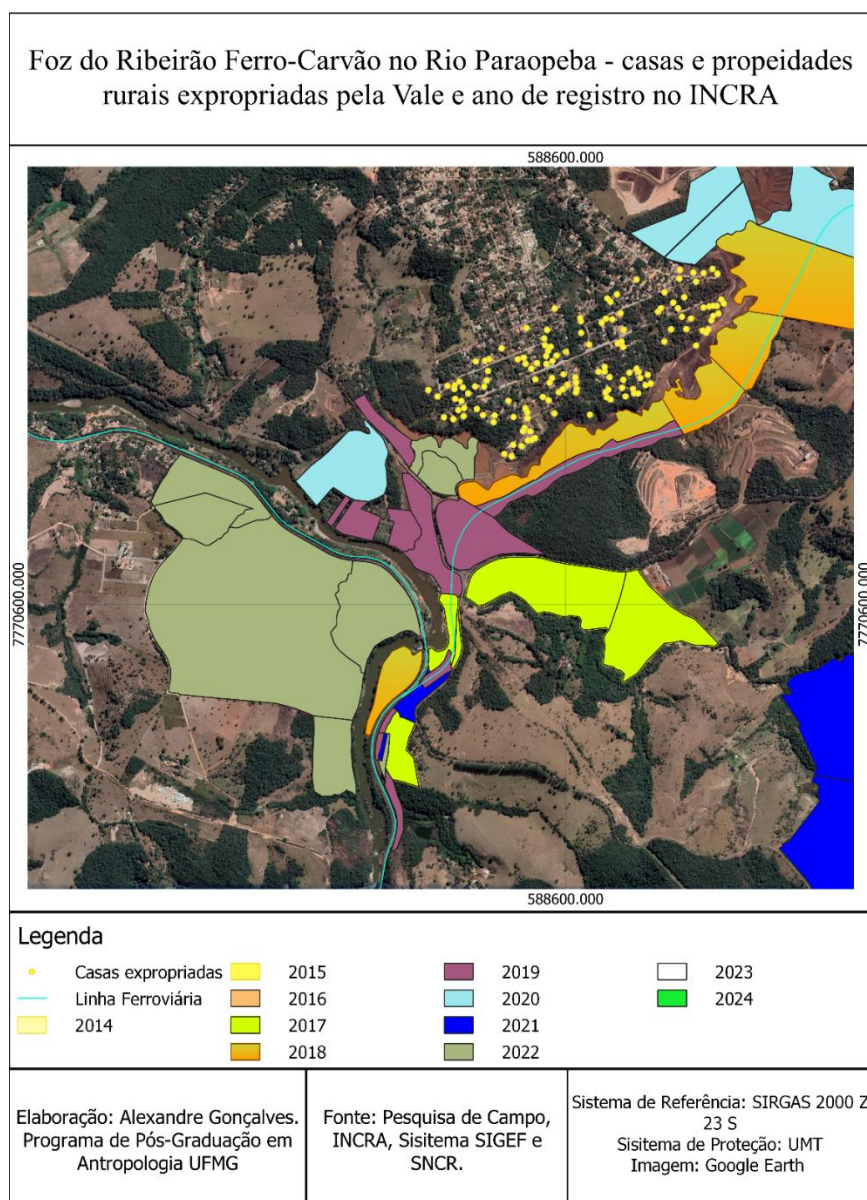 Foz do Ribeirão Ferro-Carvão no Rio Paraopeba - casas e propeidades
rurais expropriadas pela Vale e ano de registro no INCRA
588600.000
7770600.000
7770600.000
588600.000
Legenda
Casas expropriadas
Linha Ferroviária
2014
2015
2016
2017
2018
2019
2020
2021
2022
2023
2024
Elaboração: Alexandre Gonçalves.
Programa de Pós-Graduação em
Antropologia UFMG
Fonte: Pesquisa de Campo,
INCRA, Sisitema SIGEF e
SNCR.
Sistema de Referência: SIRGAS 2000 Z
23 S
Sisitema de Proteção: UMT
Imagem: Google Earth